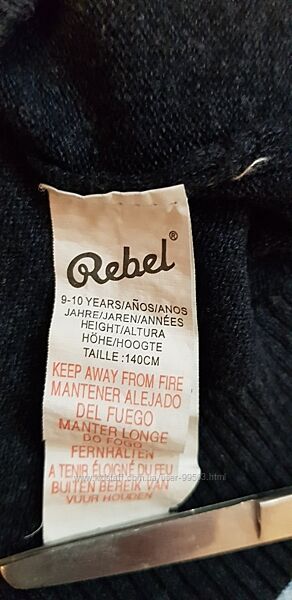 Rebel®
9-10 YEARS/AÑOS/ANOS
JAHRE/JAREN/ANNÉES
HEIGHT/ALTURA
HÖHE/HOOGTE
TAILLE :140CM
KEEP AWAY FROM FIRE
MANTENER ALEJADO
DEL FUEGO
MANTER LONGE
DO FOGO
FERNHALTEN
A TENIR ÉLOIGNÉ DU FEU
BUITEN BEREIK VAN
VUUR HOUDEN